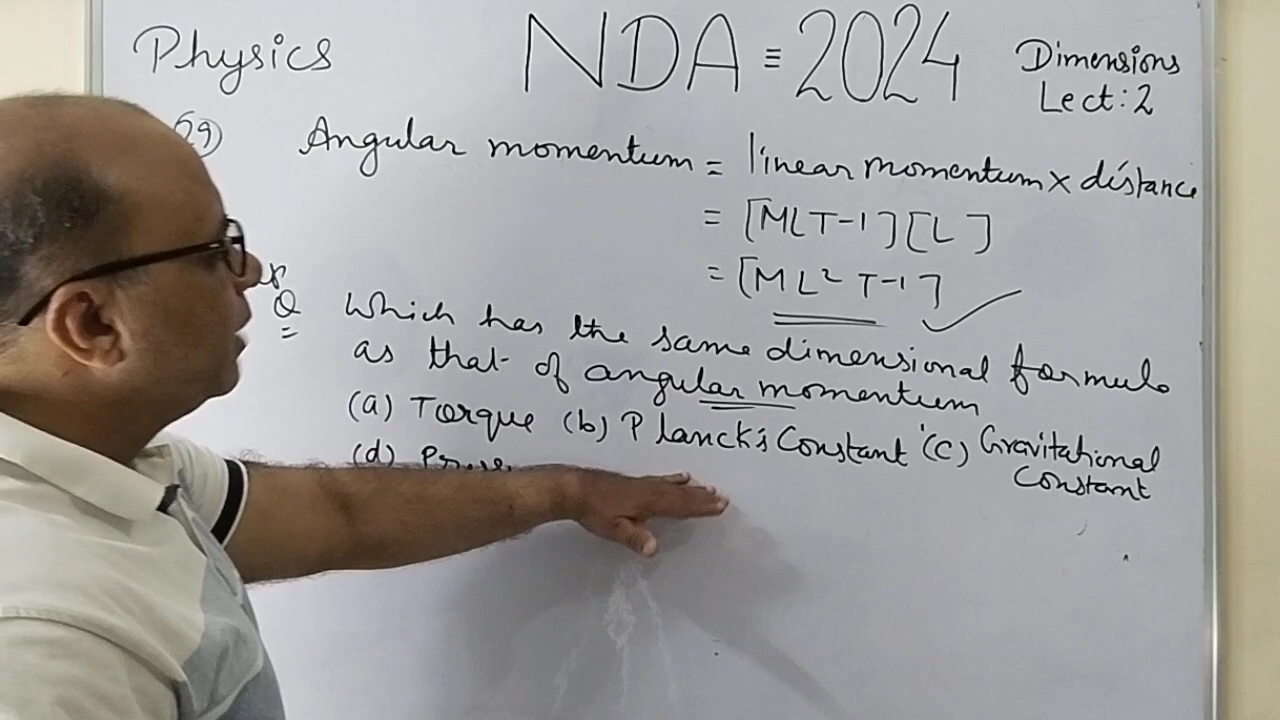 Physics
NDA = 2024
Dimensions
Lect: 2
29) Angular momentum = linear momentum x distance
= [MLT-1][L]
= [ML² T-1]
Q Which has the same dimensional formula
as that of angular momentum
(a) Torque (b) Planck's Constant (c) Gravitational
Constant
(d)